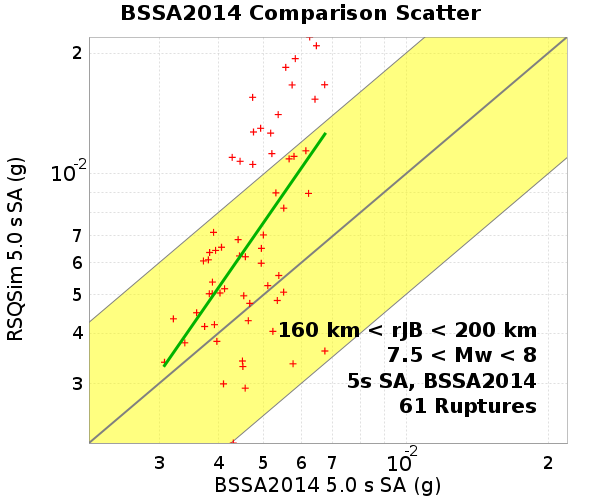 BSSA2014 Comparison Scatter
RSQSim 5.0 s SA (g)
2
10-2
7
6
5
4
3
160 km < rJB < 200 km
7.5 < Mw < 8
5s SA, BSSA2014
61 Ruptures
3 4 5 6 7 10-2 2
BSSA2014 5.0 s SA (g)